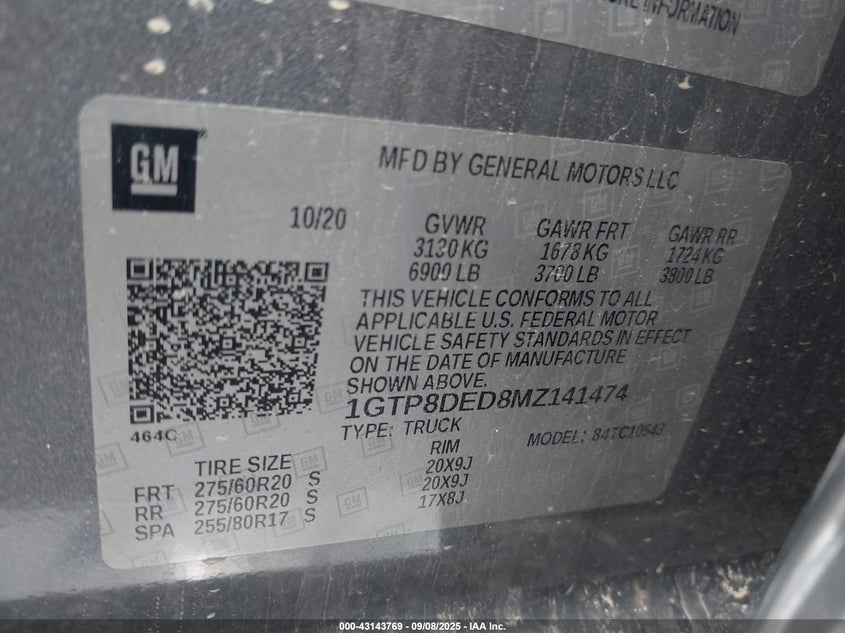 INFORMATION
GM
MFD BY GENERAL MOTORS LLC
10/20 GVWR GAWR FRT GAWR RR
3130 KG 1678 KG 1724 KG
6900 LB 3700 LB 3800 LB
THIS VEHICLE CONFORMS TO ALL
APPLICABLE U.S. FEDERAL MOTOR
VEHICLE SAFETY STANDARDS IN EFFECT
ON THE DATE OF MANUFACTURE
SHOWN ABOVE.
1GTP8DED8MZ141474
464C
TYPE: TRUCK MODEL: 84TC10543
TIRE SIZE RIM
FRT 275/60R20 S 20X9J
RR 275/60R20 S 20X9J
SPA 255/80R17 S 17X8J
000-43143769 - 09/08/2025 - IAA Inc.